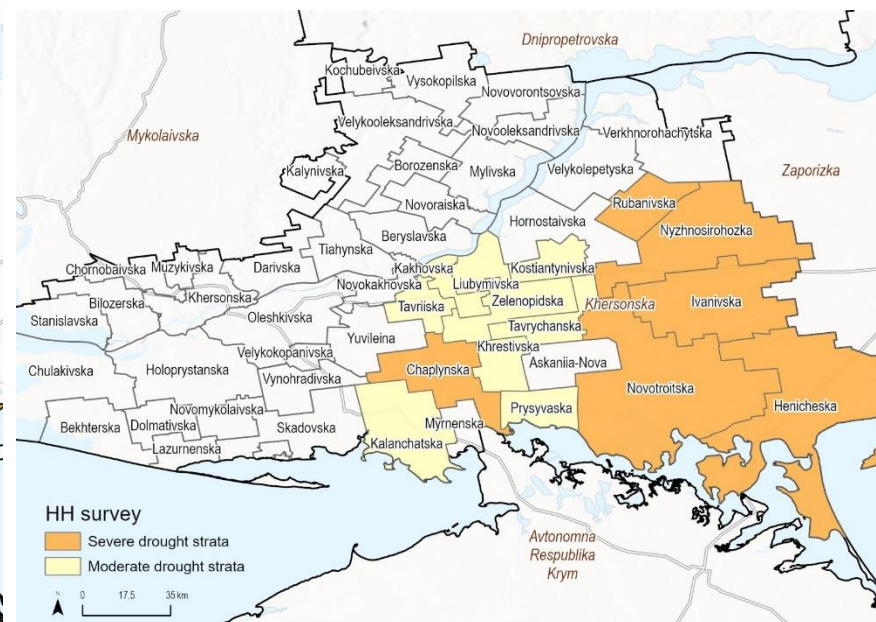 Dnipropetrovska
Kochubeivska
Vysokopilska
Novovorontsovska
Velykooleksandrivska
Novooleksandrivska
Verkhnorohachytska
Mykolaivska
Kalynivska
Borozenska
Mylivska
Velykolepetyska
Zaporizka
Novoraiska
Rubanivska
Hornostaivska
Nyzhnosirohozka
Beryslavska
Tiahynska
Chornobaivska
Muzykivska
Darivska
Kakhovska
Kostiantynivska
Novokakhovska
Liubymivska
Bilozerska
Khersonska
Zelenopidska
Khersonska
Ivanivska
Tavriiska
Stanislavska
Oleshkivska
Tavrychanska
Yuvileina
Khrestivska
Velykokopanivska
Askaniia-Nova
Chulakivska
Holoprystanska
Chaplynska
Vynohradivska
Novotroitska
Henicheska
Prysyvaska
Novomykolaivska
Bekhterska
Dolmativska
Skadovska
Myrnenska
Kalanchatska
Lazurnenska
HH survey
Severe drought strata
Moderate drought strata
Avtonomna
Respublika
Krym
N
0 17.5 35 km